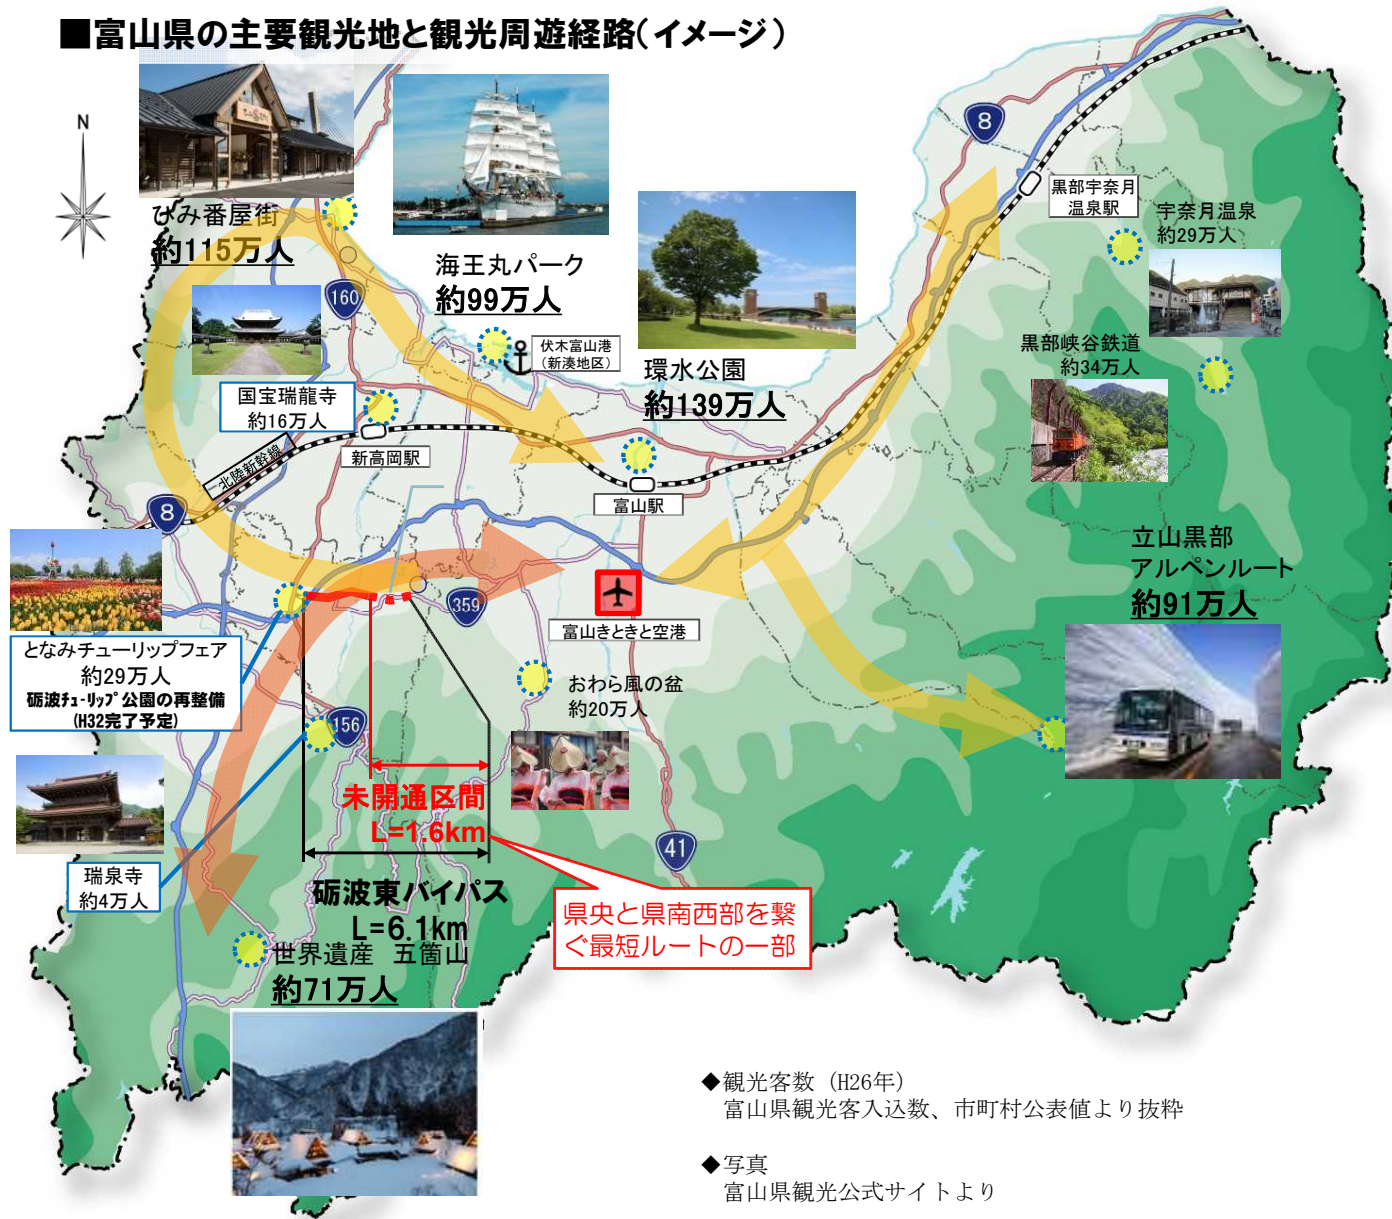 ■富山県の主要観光地と観光周遊経路(イメージ)
N
ひみ番屋街
約115万人
海王丸パーク
約99万人
環水公園
約139万人
国宝瑞龍寺
約16万人
伏木富山港
(新湊地区)
8
黒部宇奈月
温泉駅
宇奈月温泉
約29万人
黒部峡谷鉄道
約34万人
160
北陸新幹線
新高岡駅
富山駅
8
359
富山きときと空港
立山黒部
アルペンルート
約91万人
となみチューリップフェア
約29万人
砺波ﾁｭｰﾘｯﾌﾟ公園の再整備
(H32完了予定)
おわら風の盆
約20万人
156
未開通区間
L=1.6km
瑞泉寺
約4万人
砺波東バイパス
L=6.1km
41
県央と県南西部を繋
ぐ最短ルートの一部
世界遺産　五箇山
約71万人
◆観光客数（H26年）
富山県観光客入込数、市町村公表値より抜粋
◆写真
富山県観光公式サイトより